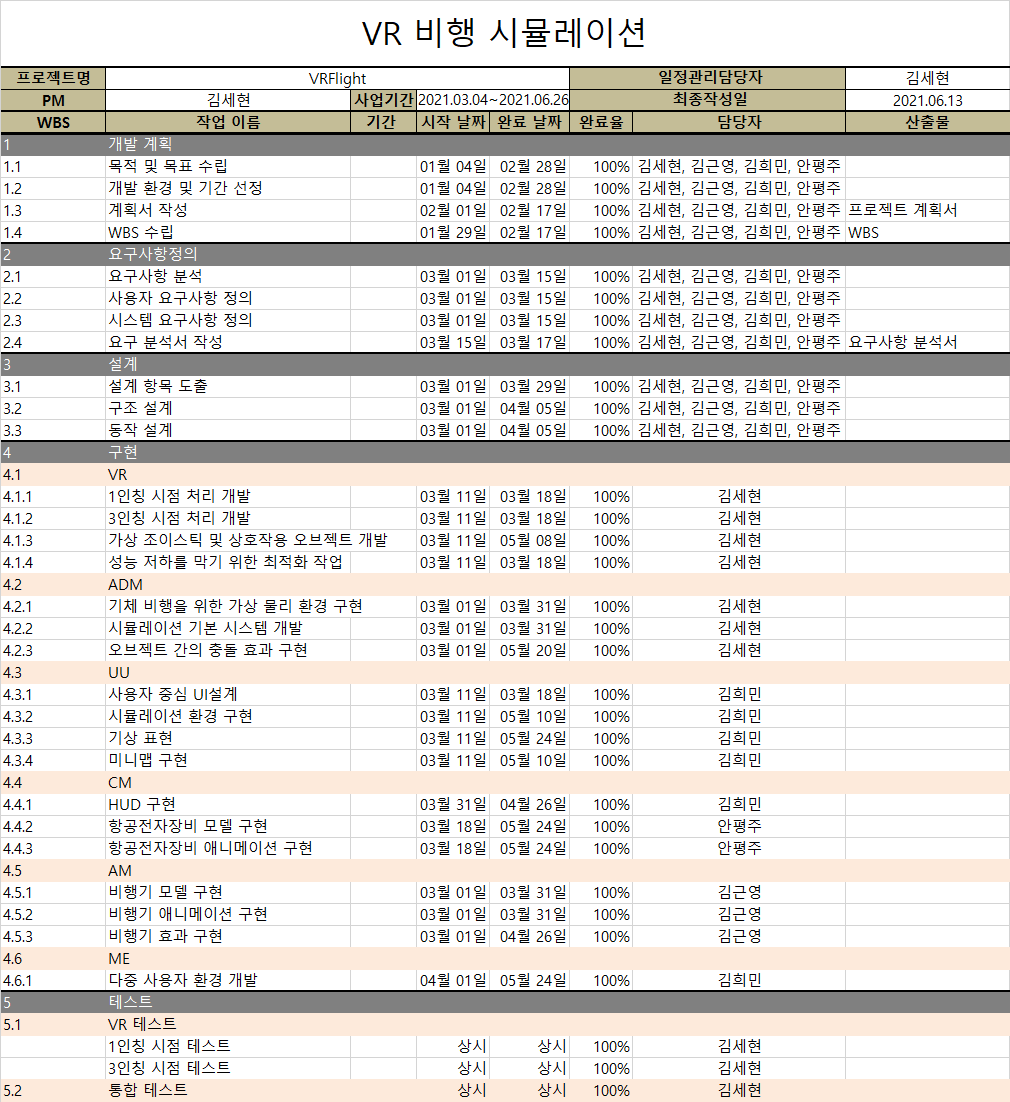 VR 비행 시뮬레이션
프로젝트명 VRFlight 일정관리담당자 김세현
PM 김세현 사업기간 2021.03.04~2021.06.26 최종작성일 2021.06.13
WBS 작업 이름 기간 시작 날짜 완료 날짜 완료율 담당자 산출물
1 개발 계획
1.1 목적 및 목표 수립 01월 04일 02월 28일 100% 김세현, 김근영, 김희민, 안평주
1.2 개발 환경 및 기간 선정 01월 04일 02월 28일 100% 김세현, 김근영, 김희민, 안평주
1.3 계획서 작성 02월 01일 02월 17일 100% 김세현, 김근영, 김희민, 안평주 프로젝트 계획서
1.4 WBS 수립 01월 29일 02월 17일 100% 김세현, 김근영, 김희민, 안평주 WBS
2 요구사항정의
2.1 요구사항 분석 03월 01일 03월 15일 100% 김세현, 김근영, 김희민, 안평주
2.2 사용자 요구사항 정의 03월 01일 03월 15일 100% 김세현, 김근영, 김희민, 안평주
2.3 시스템 요구사항 정의 03월 01일 03월 15일 100% 김세현, 김근영, 김희민, 안평주
2.4 요구 분석서 작성 03월 15일 03월 17일 100% 김세현, 김근영, 김희민, 안평주 요구사항 분석서
3 설계
3.1 설계 항목 도출 03월 01일 03월 29일 100% 김세현, 김근영, 김희민, 안평주
3.2 구조 설계 03월 01일 04월 05일 100% 김세현, 김근영, 김희민, 안평주
3.3 동작 설계 03월 01일 04월 05일 100% 김세현, 김근영, 김희민, 안평주
4 구현
4.1 VR
4.1.1 1인칭 시점 처리 개발 03월 11일 03월 18일 100% 김세현
4.1.2 3인칭 시점 처리 개발 03월 11일 03월 18일 100% 김세현
4.1.3 가상 조이스틱 및 상호작용 오브젝트 개발 03월 11일 05월 08일 100% 김세현
4.1.4 성능 저하를 막기 위한 최적화 작업 03월 11일 03월 18일 100% 김세현
4.2 ADM
4.2.1 기체 비행을 위한 가상 물리 환경 구현 03월 01일 03월 31일 100% 김세현
4.2.2 시뮬레이션 기본 시스템 개발 03월 01일 03월 31일 100% 김세현
4.2.3 오브젝트 간의 충돌 효과 구현 03월 01일 05월 20일 100% 김세현
4.3 UU
4.3.1 사용자 중심 UI설계 03월 11일 03월 18일 100% 김희민
4.3.2 시뮬레이션 환경 구현 03월 11일 05월 10일 100% 김희민
4.3.3 기상 표현 03월 11일 05월 24일 100% 김희민
4.3.4 미니맵 구현 03월 11일 05월 10일 100% 김희민
4.4 CM
4.4.1 HUD 구현 03월 31일 04월 26일 100% 김희민
4.4.2 항공전자장비 모델 구현 03월 18일 05월 24일 100% 안평주
4.4.3 항공전자장비 애니메이션 구현 03월 18일 05월 24일 100% 안평주
4.5 AM
4.5.1 비행기 모델 구현 03월 01일 03월 31일 100% 김근영
4.5.2 비행기 애니메이션 구현 03월 01일 03월 31일 100% 김근영
4.5.3 비행기 효과 구현 03월 01일 04월 26일 100% 김근영
4.6 ME
4.6.1 다중 사용자 환경 개발 04월 01일 05월 24일 100% 김희민
5 테스트
5.1 VR 테스트
1인칭 시점 테스트 상시 상시 100% 김세현
3인칭 시점 테스트 상시 상시 100% 김세현
5.2 통합 테스트 상시 상시 100% 김세현